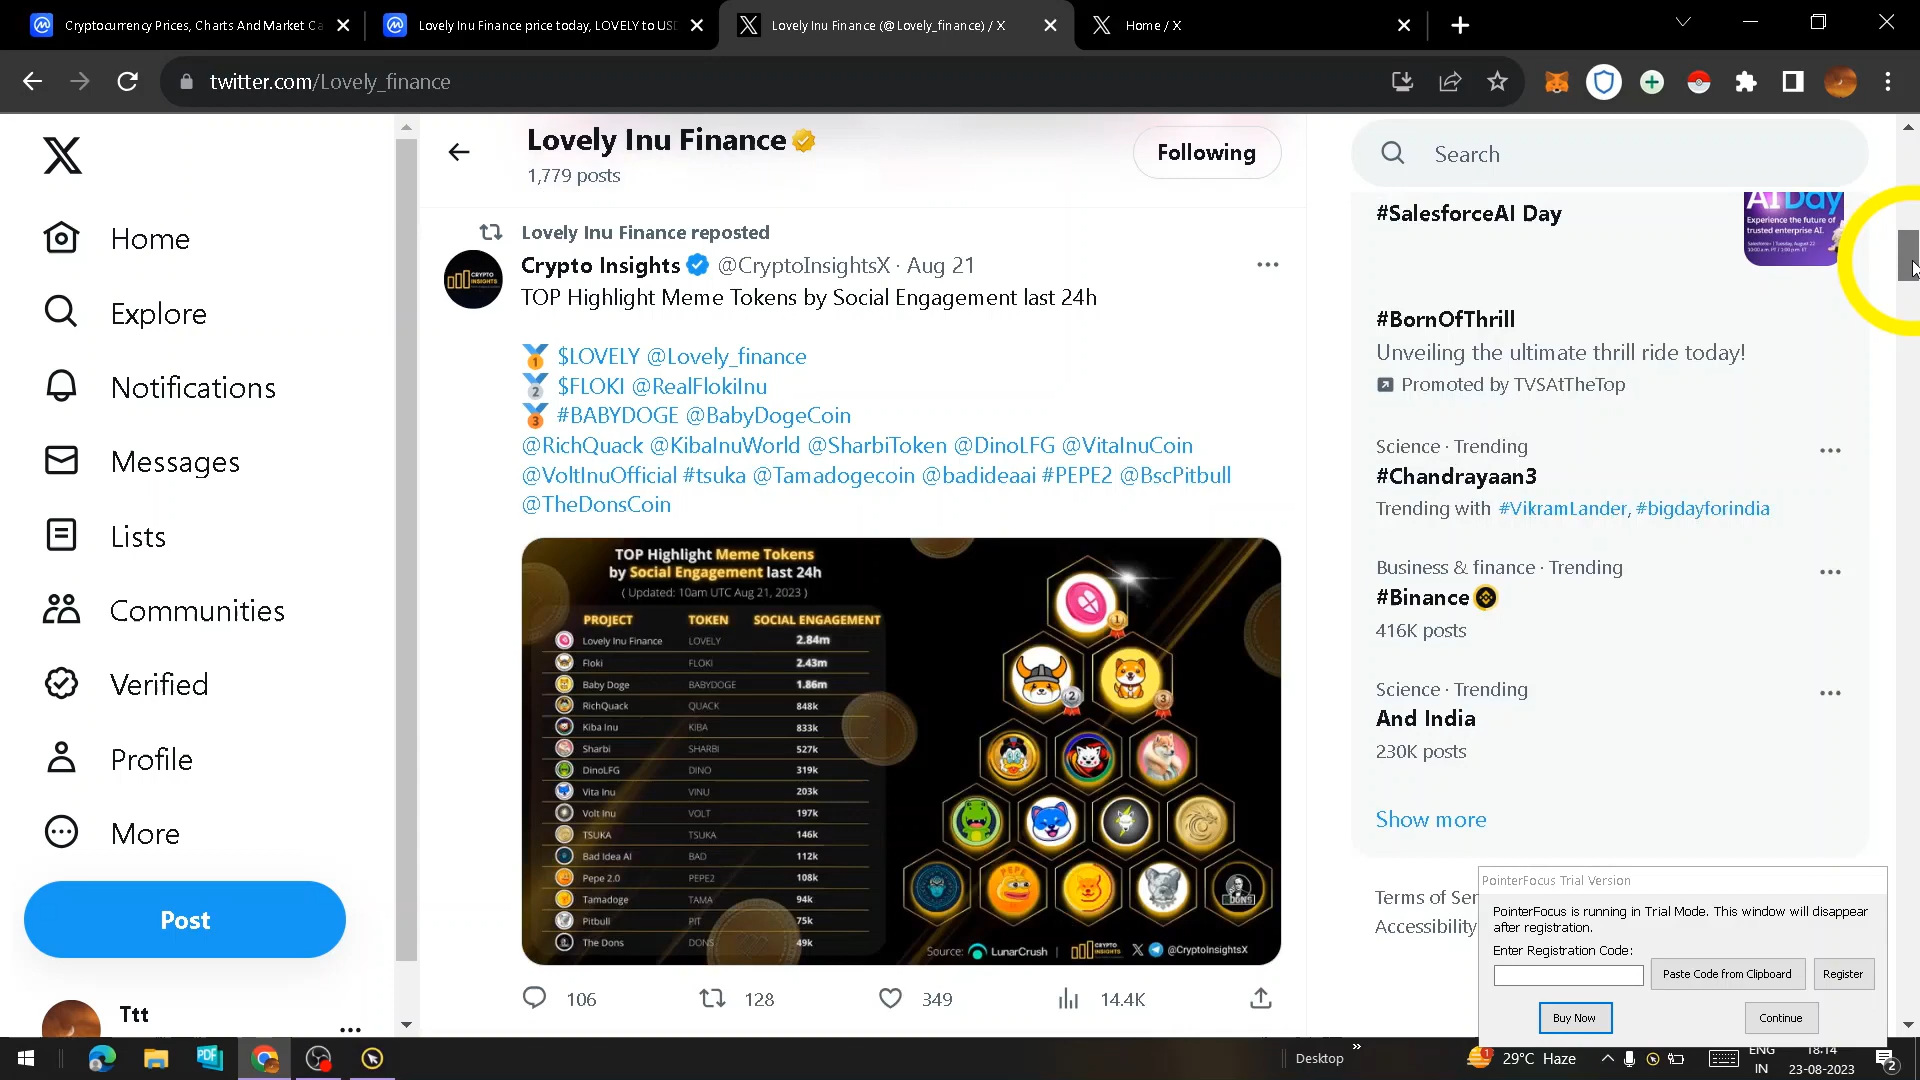 Cryptocurrency Prices, Charts And Market Ca
Lovely Inu Finance price today, LOVELY to USD
Lovely Inu Finance (@Lovely_finance) / X
Home / X
twitter.com/Lovely_finance
Home
Explore
Notifications
Messages
Lists
Communities
Verified
Profile
More
Post
Ttt
Lovely Inu Finance
1,779 posts
Following
Lovely Inu Finance reposted
Crypto Insights @CryptoInsightsX · Aug 21
TOP Highlight Meme Tokens by Social Engagement last 24h
$LOVELY @Lovely_finance
$FLOKI @RealFlokiInu
#BABYDOGE @BabyDogeCoin
@RichQuack @KibaInuWorld @SharbiToken @DinoLFG @VitaInuCoin
@VoltInuOfficial #tsuka @Tamadogecoin @badideaai #PEPE2 @BscPitbull
@TheDonsCoin
TOP Highlight Meme Tokens
by Social Engagement last 24h
( Updated: 10am UTC Aug 21, 2023 )
PROJECT TOKEN SOCIAL ENGAGEMENT
Lovely Inu Finance LOVELY 2.84m
Floki FLOKI 2.43m
Baby Doge BABYDOGE 1.86m
RichQuack QUACK 848k
Kiba Inu KIBA 833k
Sharbi SHARBI 527k
DinoLFG DINO 319k
Vita Inu VINU 203k
Volt Inu VOLT 197k
TSUKA TSUKA 146k
Bad Idea AI BAD 112k
Pepe 2.0 PEPE2 108k
Tamadoge TAMA 94k
Pitbull PIT 75k
The Dons DONS 49k
1
2
3
PEPE
DONS
Source: LunarCrush | CRYPTO INSIGHTS @CryptoInsightsX
106 128 349 14.4K
Search
#SalesforceAI Day
AI Day
Experience the future of
trusted enterprise AI.
#BornOfThrill
Unveiling the ultimate thrill ride today!
Promoted by TVSAtTheTop
Science · Trending
#Chandrayaan3
Trending with #VikramLander, #bigdayforindia
Business & finance · Trending
#Binance
416K posts
Science · Trending
And India
230K posts
Show more
Terms of Ser
Accessibility
PointerFocus Trial Version
PointerFocus is running in Trial Mode. This window will disappear
after registration.
Enter Registration Code:
Paste Code from Clipboard
Register
Buy Now
Continue
Desktop
29°C Haze
ENG
IN
18:14
23-08-2023
2